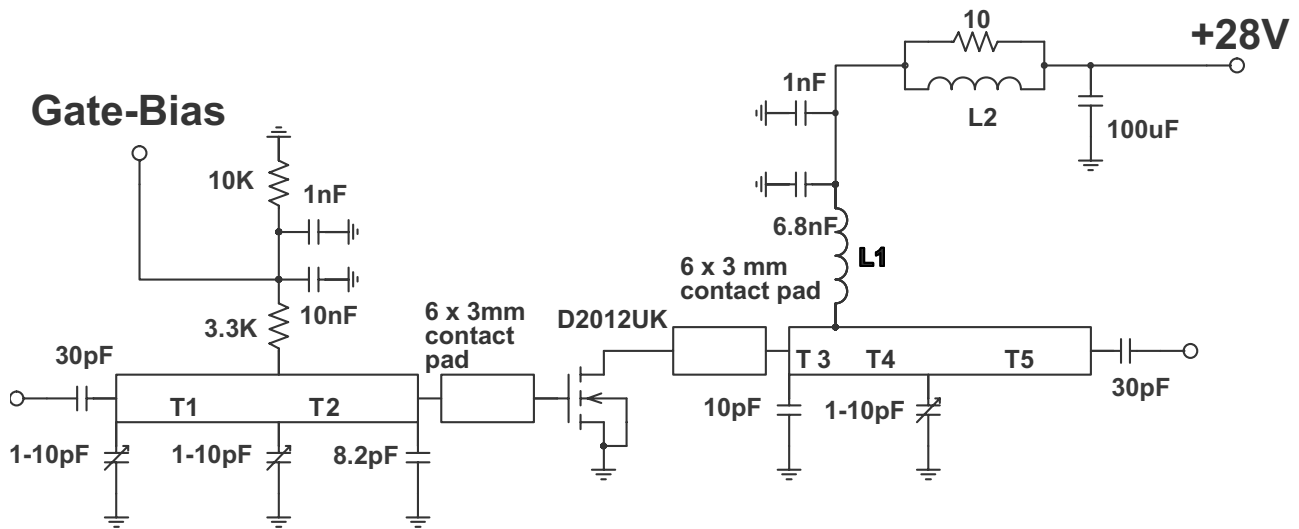 10
+28V
1nF
L2
100uF
Gate-Bias
10K
1nF
6.8nF
L1
6 x 3 mm
contact pad
10nF
3.3K
6 x 3mm
contact
pad
D2012UK
30pF
T1
T2
T 3
T4
T5
30pF
1-10pF
1-10pF
8.2pF
10pF
1-10pF